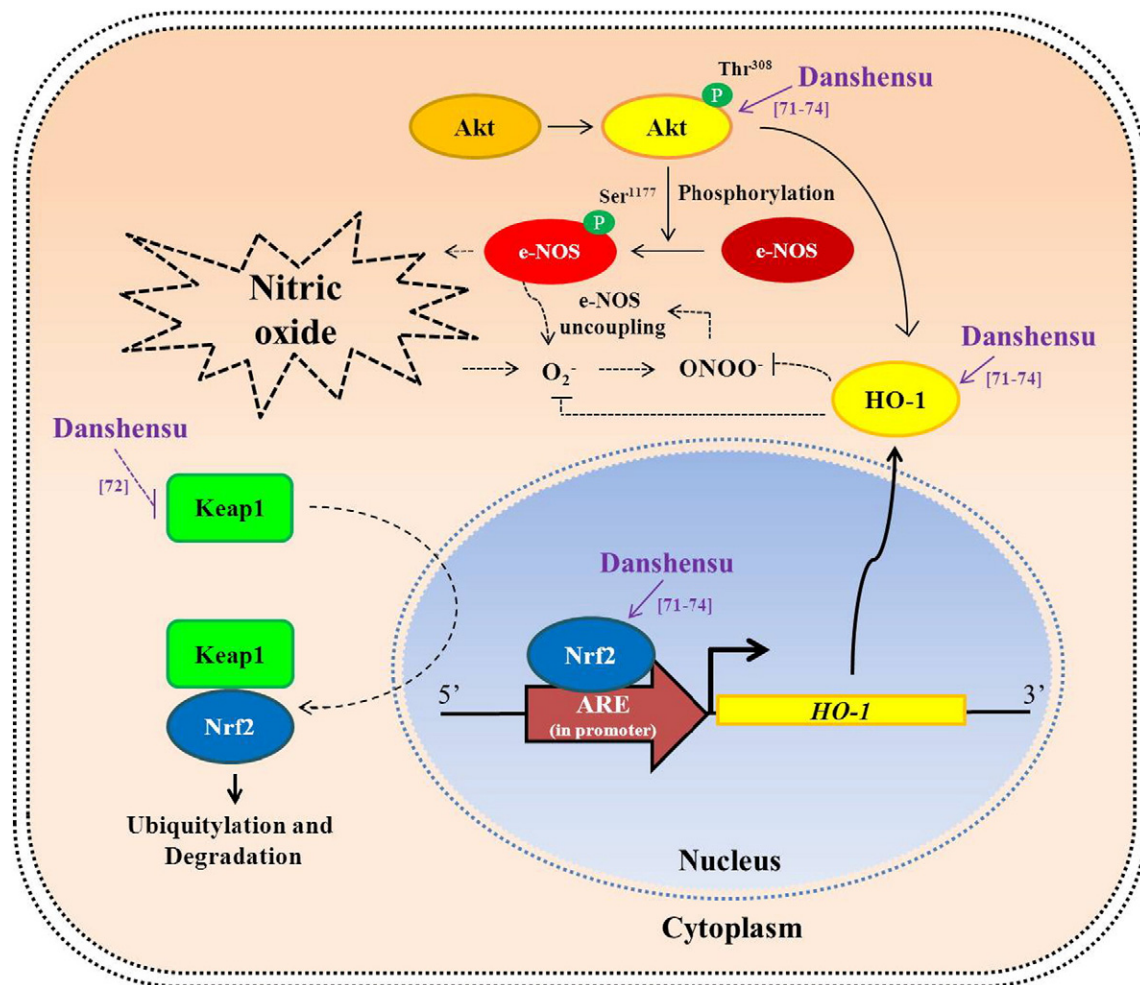 Thr³⁰⁸
Danshensu
[71-74]
P
Akt
Akt
Ser¹¹⁷⁷
Phosphorylation
P
e-NOS
e-NOS
Nitric
oxide
e-NOS
uncoupling
O₂⁻
ONOO⁻
Danshensu
[71-74]
HO-1
Danshensu
[72]
Keap1
Danshensu
[71-74]
Keap1
Nrf2
Nrf2
5’
ARE
(in promoter)
HO-1
3’
Ubiquitylation and
Degradation
Nucleus
Cytoplasm